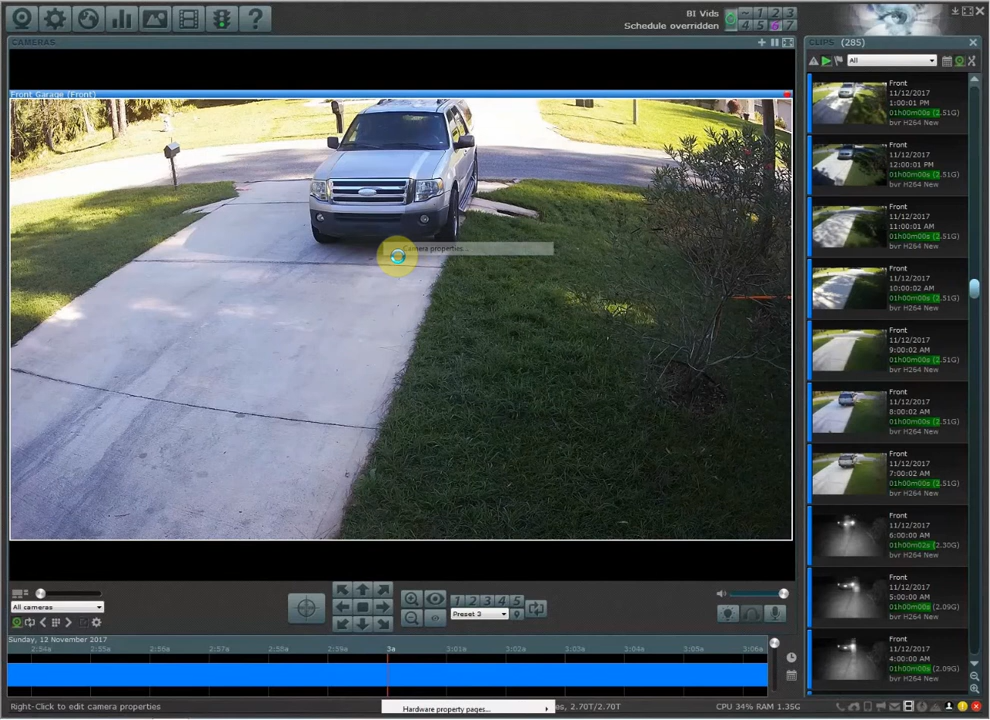 BI Vids
Schedule overridden
~ 1 2 3
4 5 6 7
CAMERAS
CLIPS (285)
Front Garage (Front)
All
Camera properties...
Front
11/12/2017
1:00:01 PM
01h00m00s (2.51G)
bvr H264 New
Front
11/12/2017
12:00:01 PM
01h00m00s (2.51G)
bvr H264 New
Front
11/12/2017
11:00:01 AM
01h00m00s (2.51G)
bvr H264 New
Front
11/12/2017
10:00:02 AM
01h00m00s (2.51G)
bvr H264 New
Front
11/12/2017
9:00:02 AM
01h00m00s (2.51G)
bvr H264 New
Front
11/12/2017
8:00:02 AM
01h00m00s (2.51G)
bvr H264 New
Front
11/12/2017
7:00:02 AM
01h00m00s (2.51G)
bvr H264 New
Front
11/12/2017
6:00:00 AM
01h00m02s (2.30G)
bvr H264 New
Front
11/12/2017
5:00:00 AM
01h00m00s (2.09G)
bvr H264 New
Front
11/12/2017
4:00:00 AM
01h00m00s (2.09G)
bvr H264 New
All cameras
1 2 3 4 5
Preset 3
Sunday, 12 November 2017
2:54a 2:55a 2:56a 2:57a 2:58a 2:59a 3a 3:01a 3:02a 3:03a 3:04a 3:05a 3:06a
Right-Click to edit camera properties
Hardware property pages...
es, 2.70T/2.70T
CPU 34% RAM 1.35G